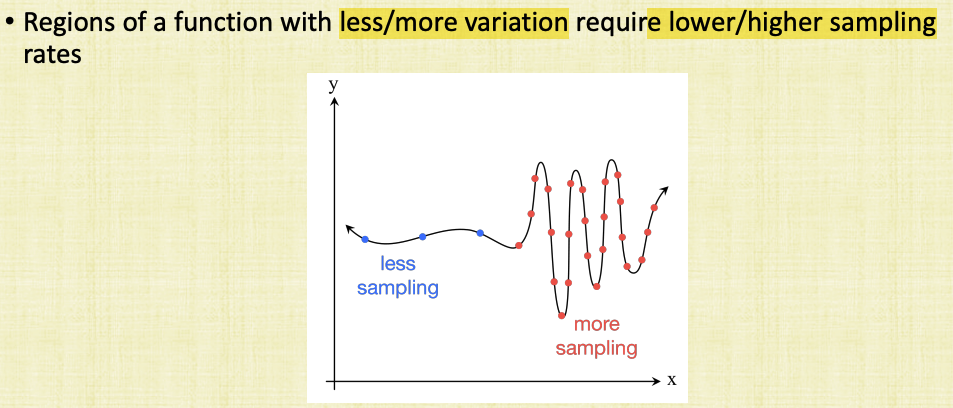 • Regions of a function with less/more variation require lower/higher sampling
rates
y
less
sampling
more
sampling
x